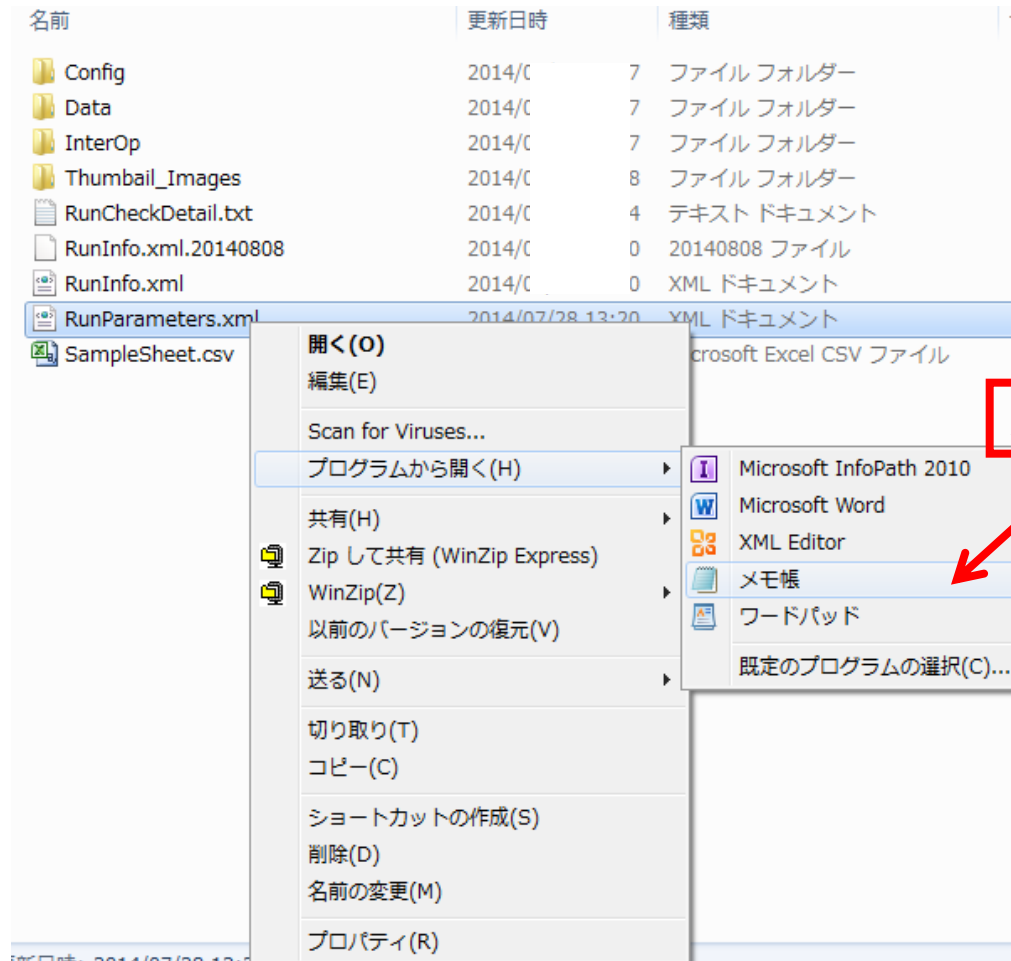 名前 更新日時 種類
Config 2014/0 7 ファイル フォルダー
Data 2014/0 7 ファイル フォルダー
InterOp 2014/0 7 ファイル フォルダー
Thumbail_Images 2014/0 8 ファイル フォルダー
RunCheckDetail.txt 2014/0 4 テキスト ドキュメント
RunInfo.xml.20140808 2014/0 0 20140808 ファイル
RunInfo.xml 2014/0 0 XML ドキュメント
RunParameters.xml 2014/07/28 13:20 XML ドキュメント
SampleSheet.csv crosoft Excel CSV ファイル
開く(O)
編集(E)
Scan for Viruses...
プログラムから開く(H)
共有(H)
Zip して共有 (WinZip Express)
WinZip(Z)
以前のバージョンの復元(V)
送る(N)
切り取り(T)
コピー(C)
ショートカットの作成(S)
削除(D)
名前の変更(M)
プロパティ(R)
Microsoft InfoPath 2010
Microsoft Word
XML Editor
メモ帳
ワードパッド
既定のプログラムの選択(C)...